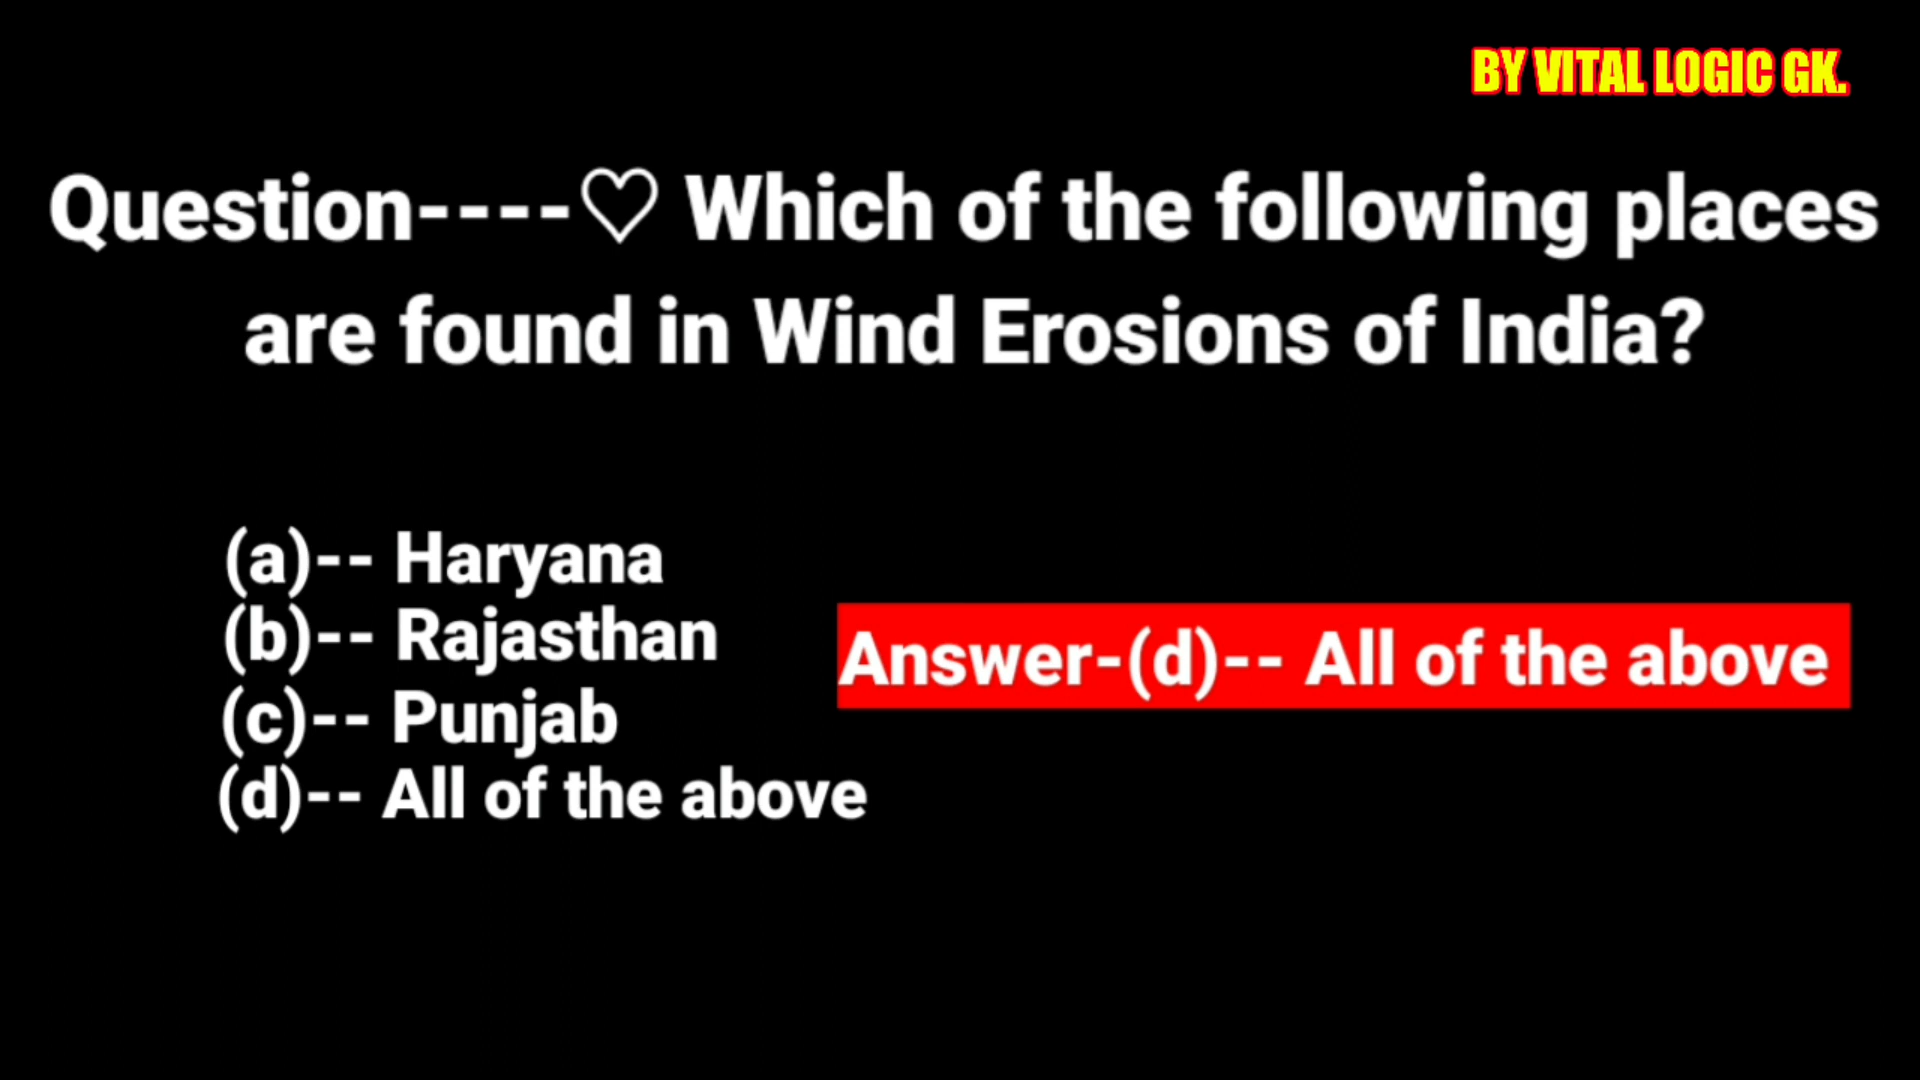 BY VITAL LOGIC GK.
Question----♡ Which of the following places
are found in Wind Erosions of India?
(a)-- Haryana
(b)-- Rajasthan
(c)-- Punjab
(d)-- All of the above
Answer-(d)-- All of the above